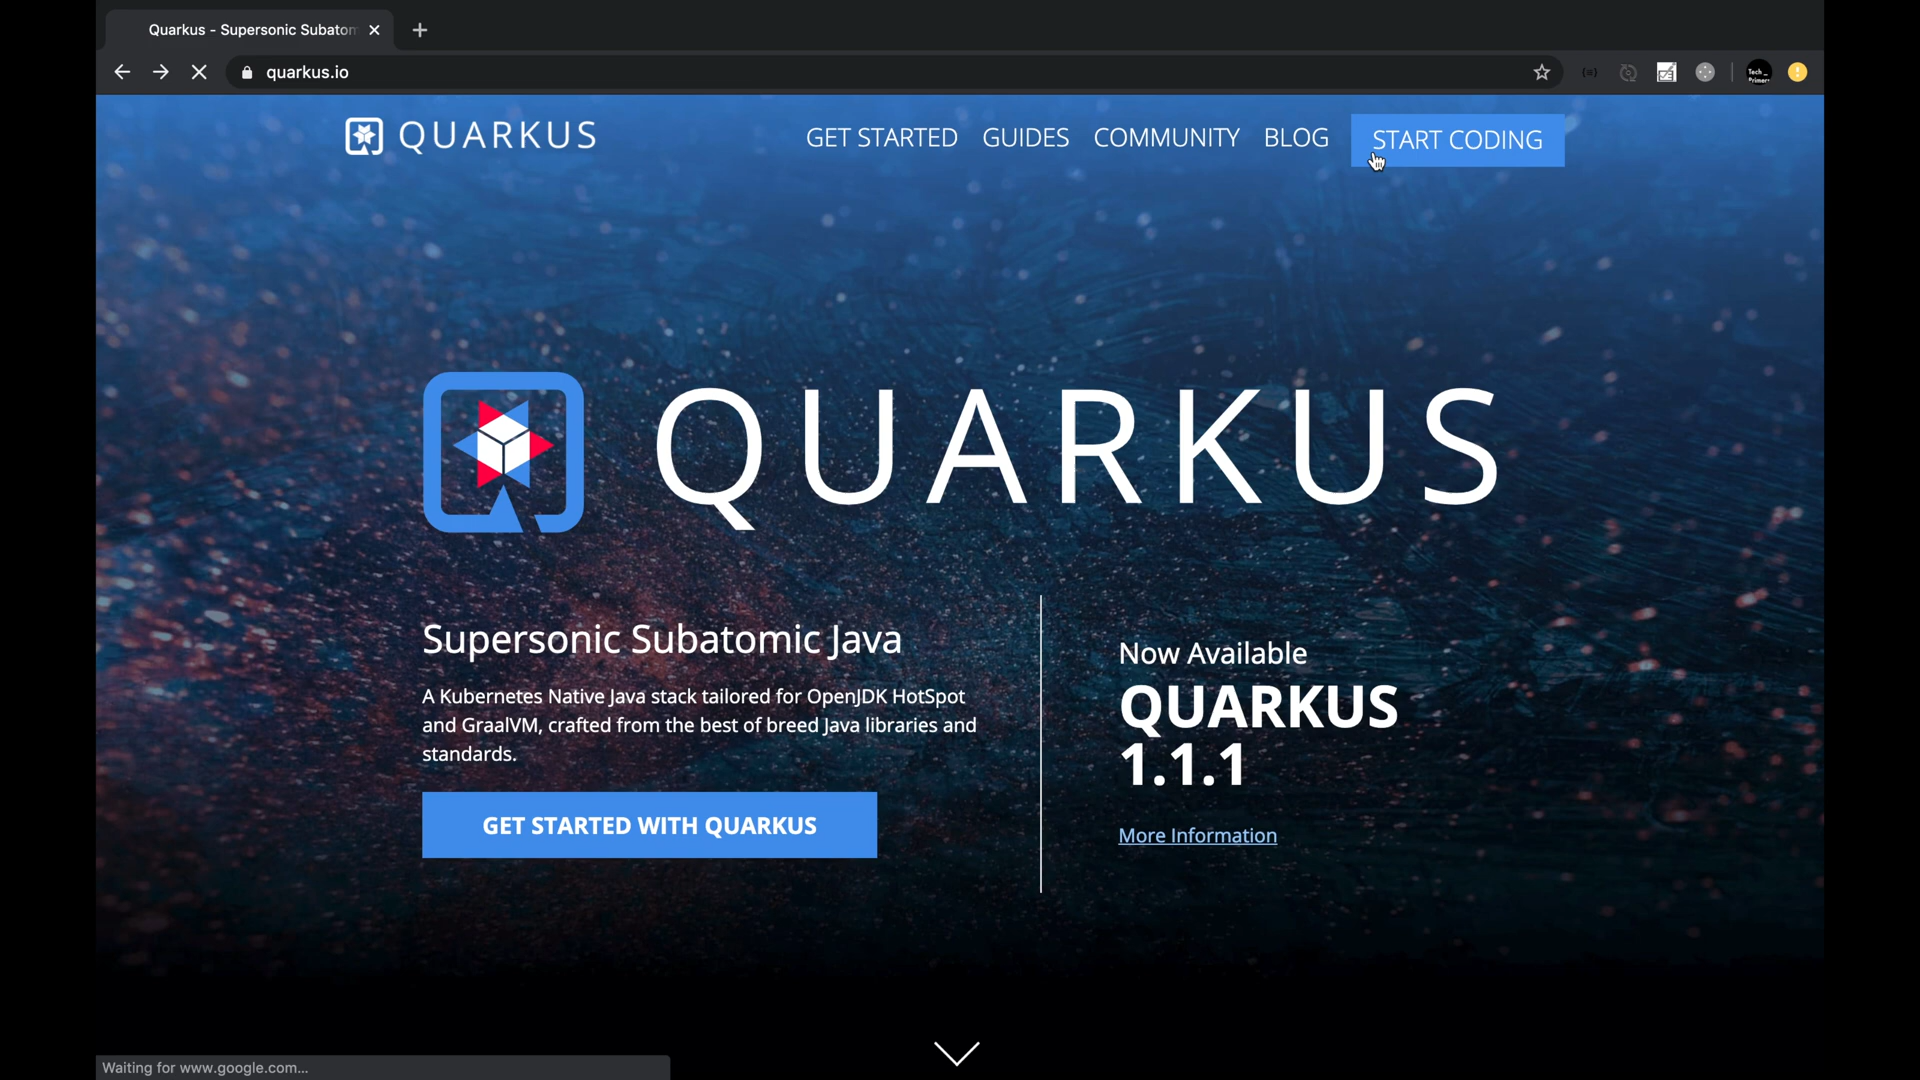 Quarkus - Supersonic Subatom
quarkus.io
Tech_
Primers
QUARKUS
GET STARTED GUIDES COMMUNITY BLOG START CODING
QUARKUS
Supersonic Subatomic Java
A Kubernetes Native Java stack tailored for OpenJDK HotSpot
and GraalVM, crafted from the best of breed Java libraries and
standards.
GET STARTED WITH QUARKUS
Now Available
QUARKUS
1.1.1
More Information
Waiting for www.google.com...